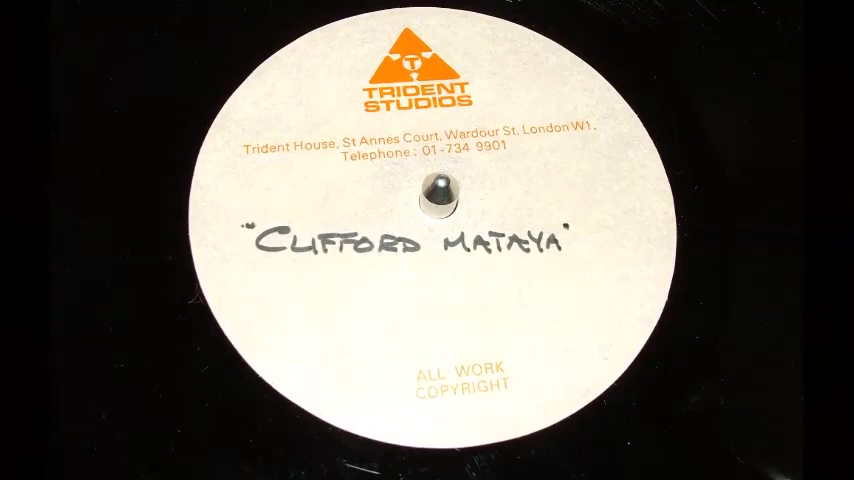 T
TRIDENT
STUDIOS
Trident House, St Annes Court, Wardour St, London W1.
Telephone: 01-734 9901
"CLIFFORD MATAYA"
ALL WORK
COPYRIGHT